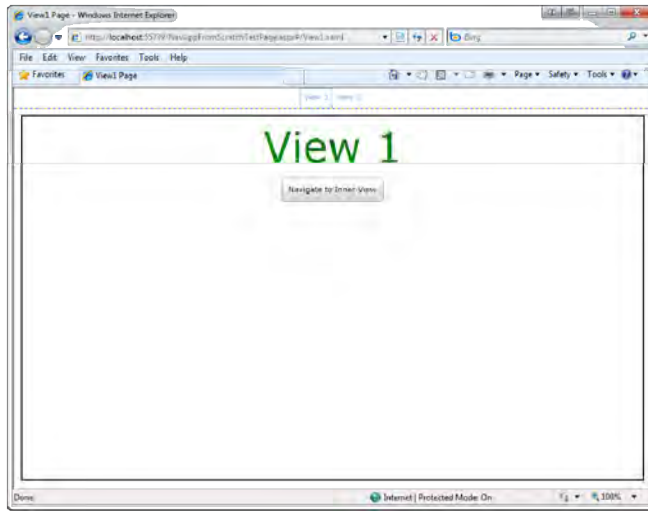 View1 Page - Windows Internet Explorer
http://localhost:35779/NavAppFromScratchTestPage.aspx#/View1.xaml
Bing
File Edit View Favorites Tools Help
Favorites View1 Page Page Safety Tools
View 1 View 2
View 1
Navigate to Inner View
Done Internet | Protected Mode: On 100%